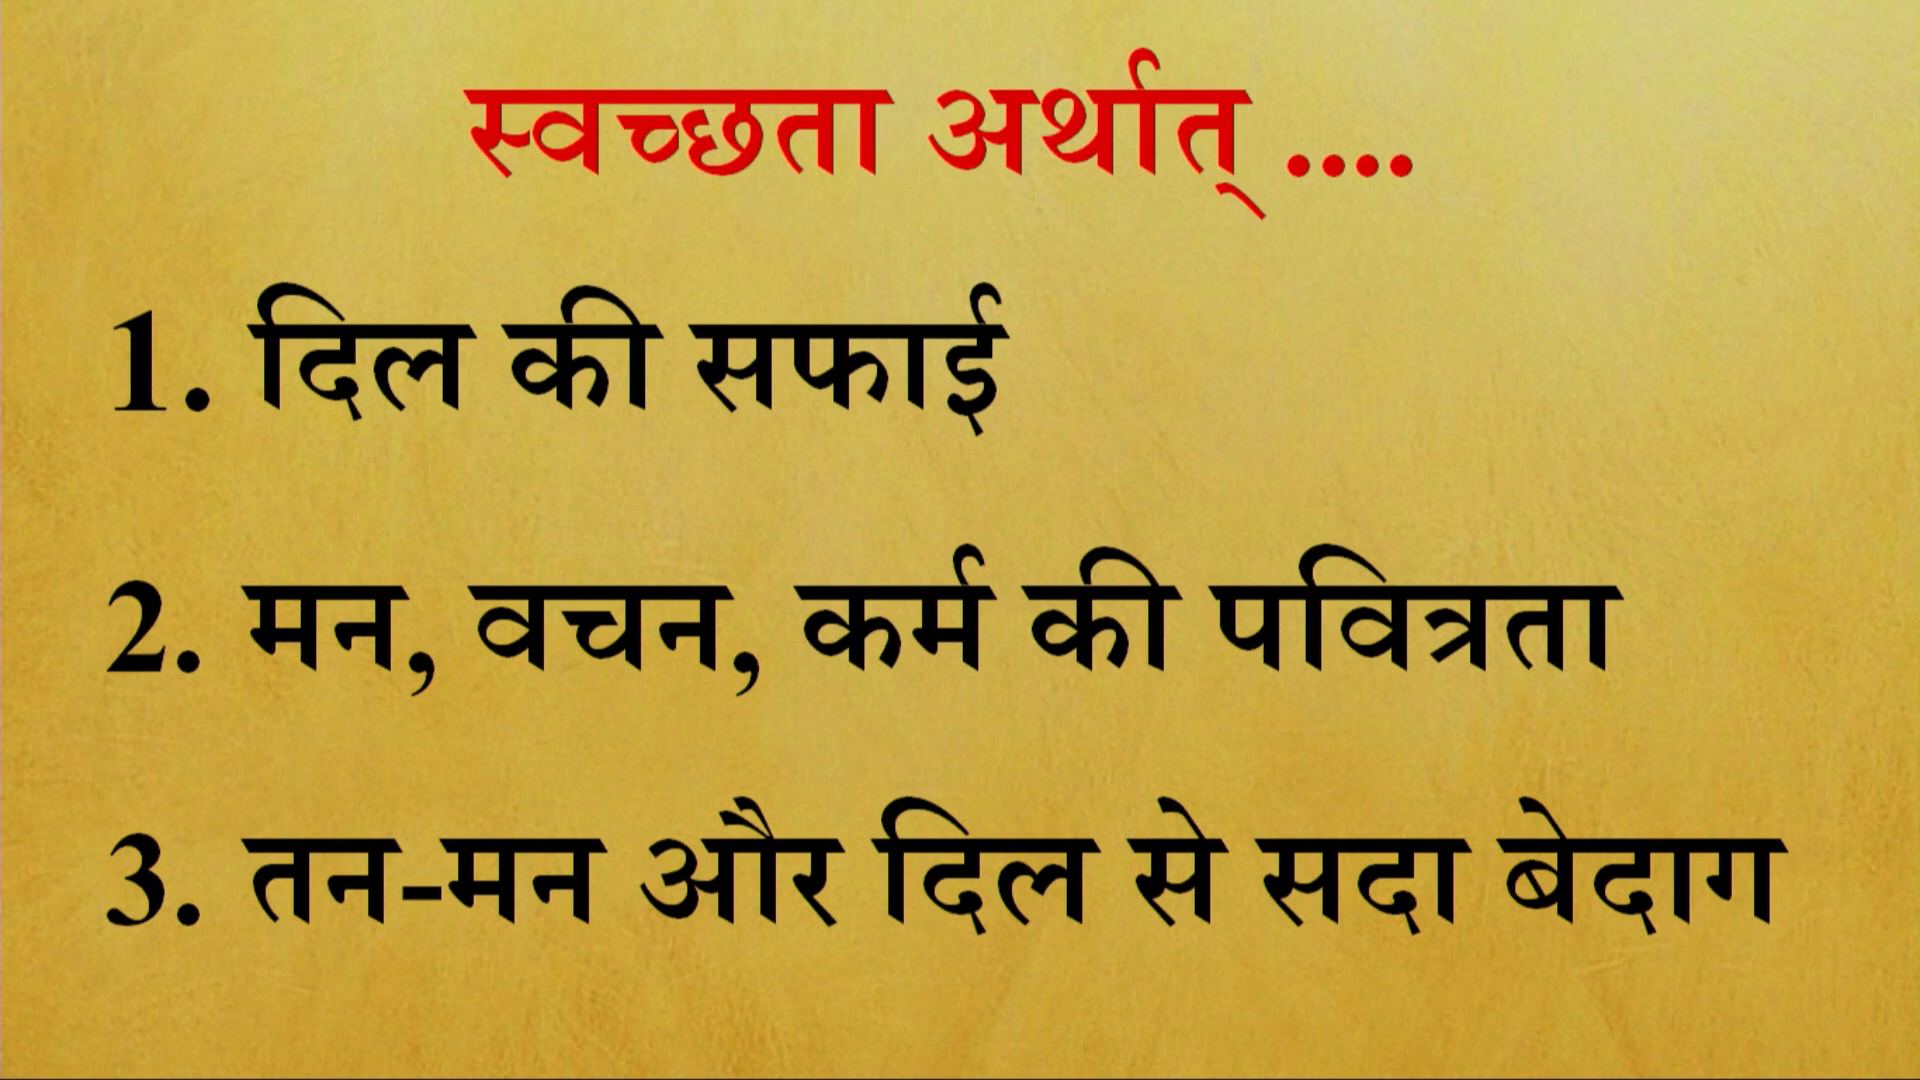 स्वच्छता अर्थात् ....
1. दिल की सफाई
2. मन, वचन, कर्म की पवित्रता
3. तन-मन और दिल से सदा बेदाग